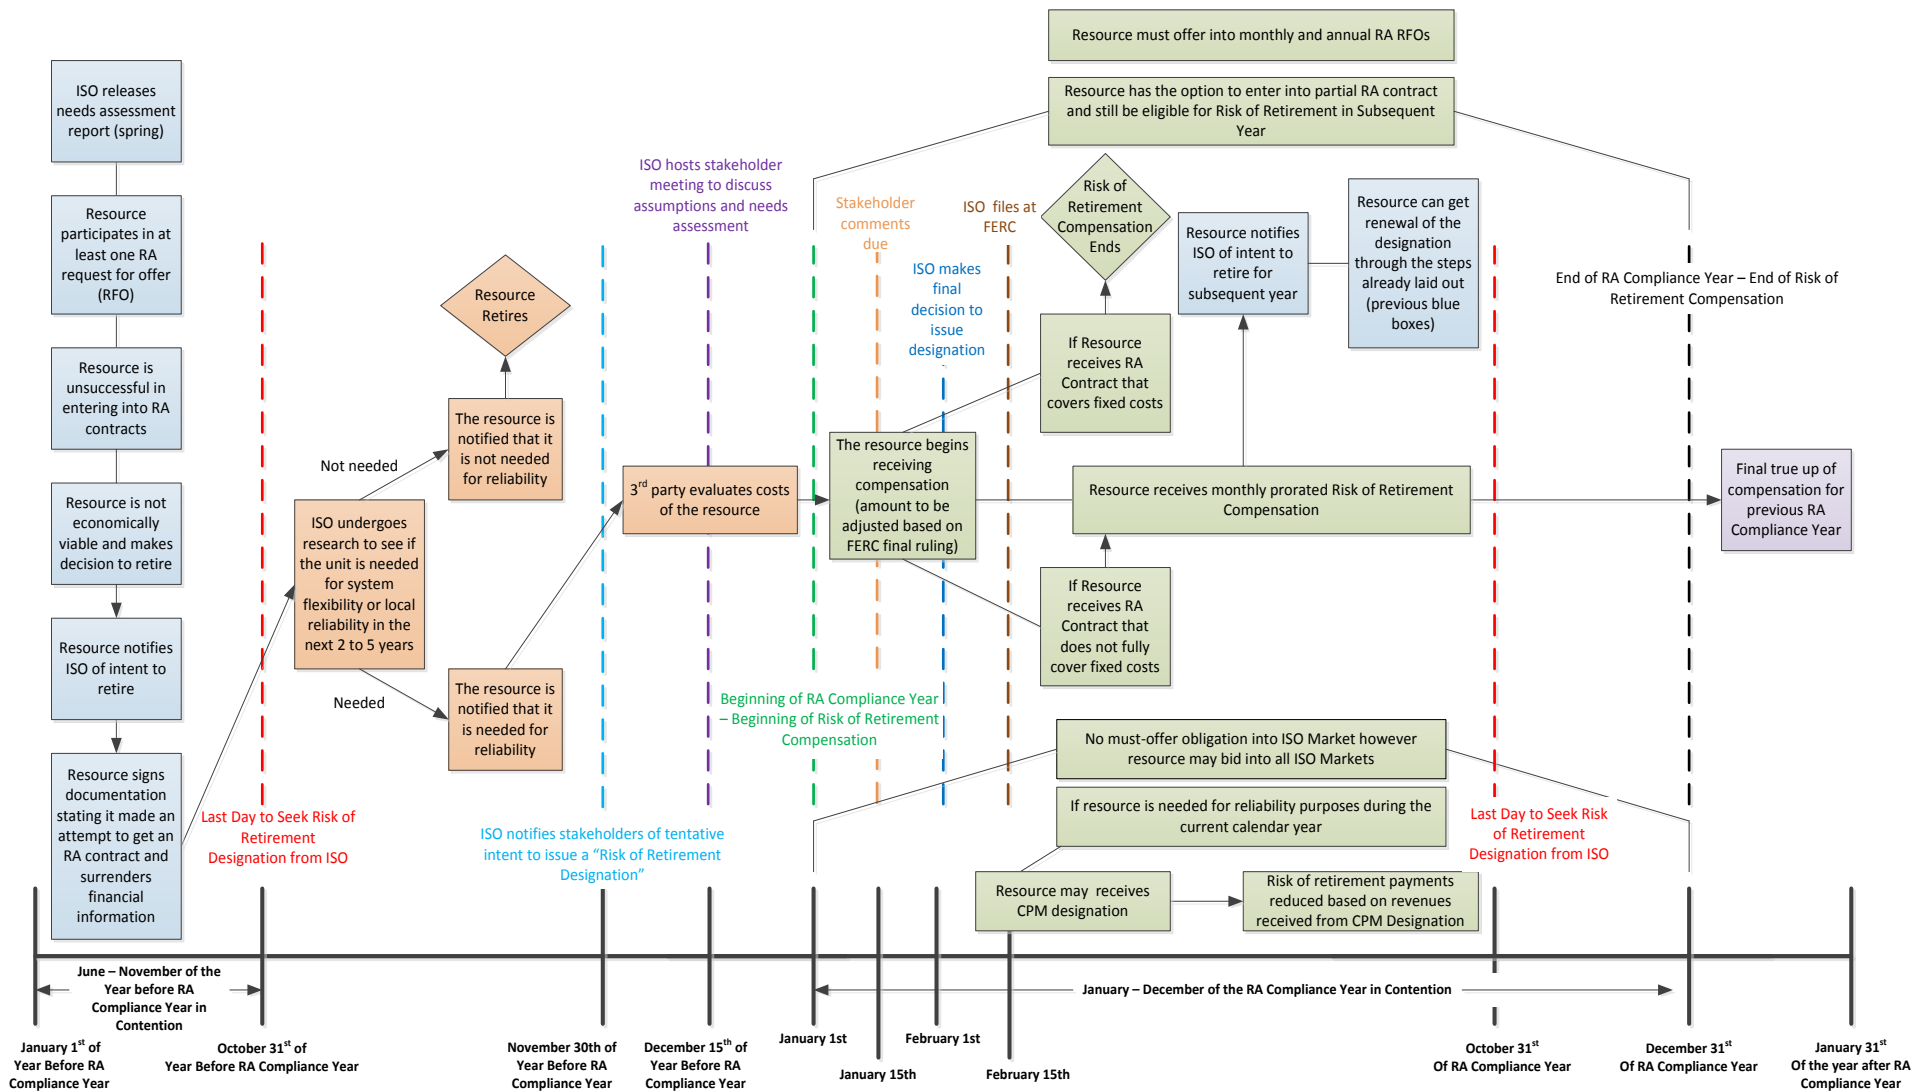 Resource must offer into monthly and annual RA RFOs
Resource has the option to enter into partial RA contract
and still be eligible for Risk of Retirement in Subsequent
Year
ISO releases
needs assessment
report (spring)
Resource
participates in at
least one RA
request for offer
(RFO)
Resource is
unsuccessful in
entering into RA
contracts
Resource is not
economically
viable and makes
decision to retire
Resource notifies
ISO of intent to
retire
Resource signs
documentation
stating it made an
attempt to get an
RA contract and
surrenders
financial
information
Last Day to Seek Risk of
Retirement
Designation from ISO
ISO undergoes
research to see if
the unit is needed
for system
flexibility or local
reliability in the
next 2 to 5 years
Not needed
Needed
Resource
Retires
The resource is
notified that it
is not needed
for reliability
The resource is
notified that it
is needed for
reliability
ISO notifies stakeholders of tentative
intent to issue a “Risk of Retirement
Designation”
ISO hosts stakeholder
meeting to discuss
assumptions and needs
assessment
3rd party evaluates costs
of the resource
Beginning of RA Compliance Year
– Beginning of Risk of Retirement
Compensation
Stakeholder
comments
due
ISO makes
final
decision to
issue
designation
ISO files at
FERC
The resource begins
receiving
compensation
(amount to be
adjusted based on
FERC final ruling)
Risk of
Retirement
Compensation
Ends
If Resource
receives RA
Contract that
covers fixed costs
Resource receives monthly prorated Risk of Retirement
Compensation
If Resource
receives RA
Contract that
does not fully
cover fixed costs
Resource notifies
ISO of intent to
retire for
subsequent year
Resource can get
renewal of the
designation
through the steps
already laid out
(previous blue
boxes)
End of RA Compliance Year – End of Risk of
Retirement Compensation
Final true up of
compensation for
previous RA
Compliance Year
No must-offer obligation into ISO Market however
resource may bid into all ISO Markets
If resource is needed for reliability purposes during the
current calendar year
Resource may receives
CPM designation
Risk of retirement payments
reduced based on revenues
received from CPM Designation
Last Day to Seek Risk
of Retirement
Designation from ISO
June – November of the
Year before RA
Compliance Year in
Contention
January – December of the RA Compliance Year in Contention
January 1st of
Year Before RA
Compliance Year
October 31st of
Year Before RA Compliance Year
November 30th of
Year Before RA
Compliance Year
December 15th of
Year Before RA
Compliance Year
January 1st
January 15th
February 1st
February 15th
October 31st
Of RA Compliance Year
December 31st
Of RA Compliance Year
January 31st
Of the year after RA
Compliance Year